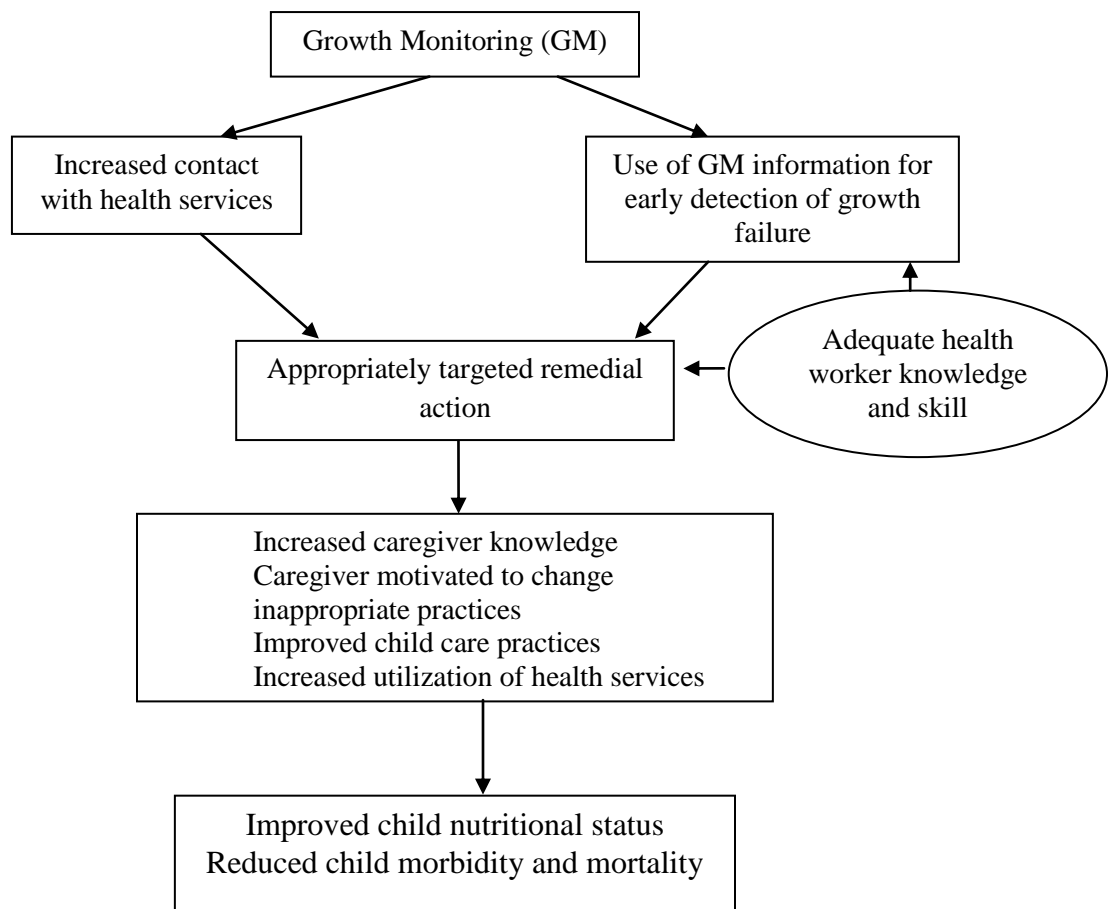 Growth Monitoring (GM)
Increased contact
with health services
Use of GM information for
early detection of growth
failure
Adequate health
worker knowledge
and skill
Appropriately targeted remedial
action
Increased caregiver knowledge
Caregiver motivated to change
inappropriate practices
Improved child care practices
Increased utilization of health services
Improved child nutritional status
Reduced child morbidity and mortality